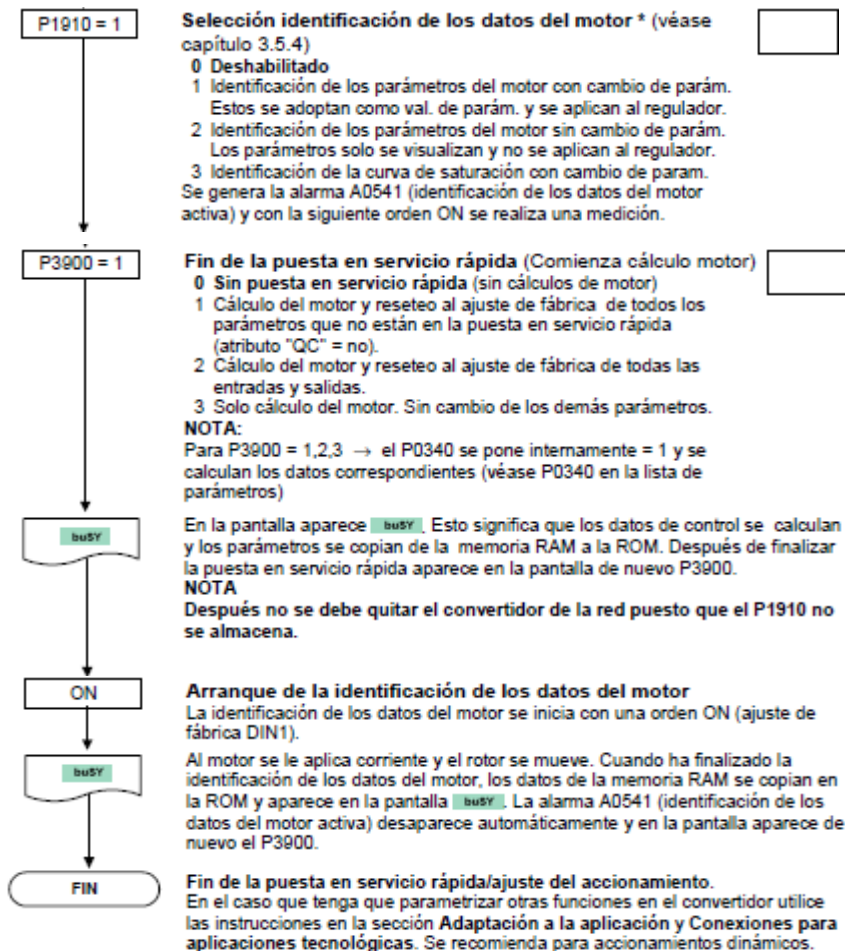 P1910 = 1
Selección identificación de los datos del motor * (véase
capítulo 3.5.4)
0 Deshabilitado
1 Identificación de los parámetros del motor con cambio de parám.
Estos se adoptan como val. de parám. y se aplican al regulador.
2 Identificación de los parámetros del motor sin cambio de parám.
Los parámetros solo se visualizan y no se aplican al regulador.
3 Identificación de la curva de saturación con cambio de param.
Se genera la alarma A0541 (identificación de los datos del motor
activa) y con la siguiente orden ON se realiza una medición.
P3900 = 1
Fin de la puesta en servicio rápida (Comienza cálculo motor)
0 Sin puesta en servicio rápida (sin cálculos de motor)
1 Cálculo del motor y reseteo al ajuste de fábrica de todos los
parámetros que no están en la puesta en servicio rápida
(atributo "QC" = no).
2 Cálculo del motor y reseteo al ajuste de fábrica de todas las
entradas y salidas.
3 Solo cálculo del motor. Sin cambio de los demás parámetros.
NOTA:
Para P3900 = 1,2,3 → el P0340 se pone internamente = 1 y se
calculan los datos correspondientes (véase P0340 en la lista de
parámetros)
buSY
En la pantalla aparece buSY. Esto significa que los datos de control se calculan
y los parámetros se copian de la memoria RAM a la ROM. Después de finalizar
la puesta en servicio rápida aparece en la pantalla de nuevo P3900.
NOTA
Después no se debe quitar el convertidor de la red puesto que el P1910 no
se almacena.
ON
Arranque de la identificación de los datos del motor
La identificación de los datos del motor se inicia con una orden ON (ajuste de
fábrica DIN1).
buSY
Al motor se le aplica corriente y el rotor se mueve. Cuando ha finalizado la
identificación de los datos del motor, los datos de la memoria RAM se copian en
la ROM y aparece en la pantalla buSY. La alarma A0541 (identificación de los
datos del motor activa) desaparece automáticamente y en la pantalla aparece de
nuevo el P3900.
FIN
Fin de la puesta en servicio rápida/ajuste del accionamiento.
En el caso que tenga que parametrizar otras funciones en el convertidor utilice
las instrucciones en la sección Adaptación a la aplicación y Conexiones para
aplicaciones tecnológicas. Se recomienda para accionamientos dinámicos.